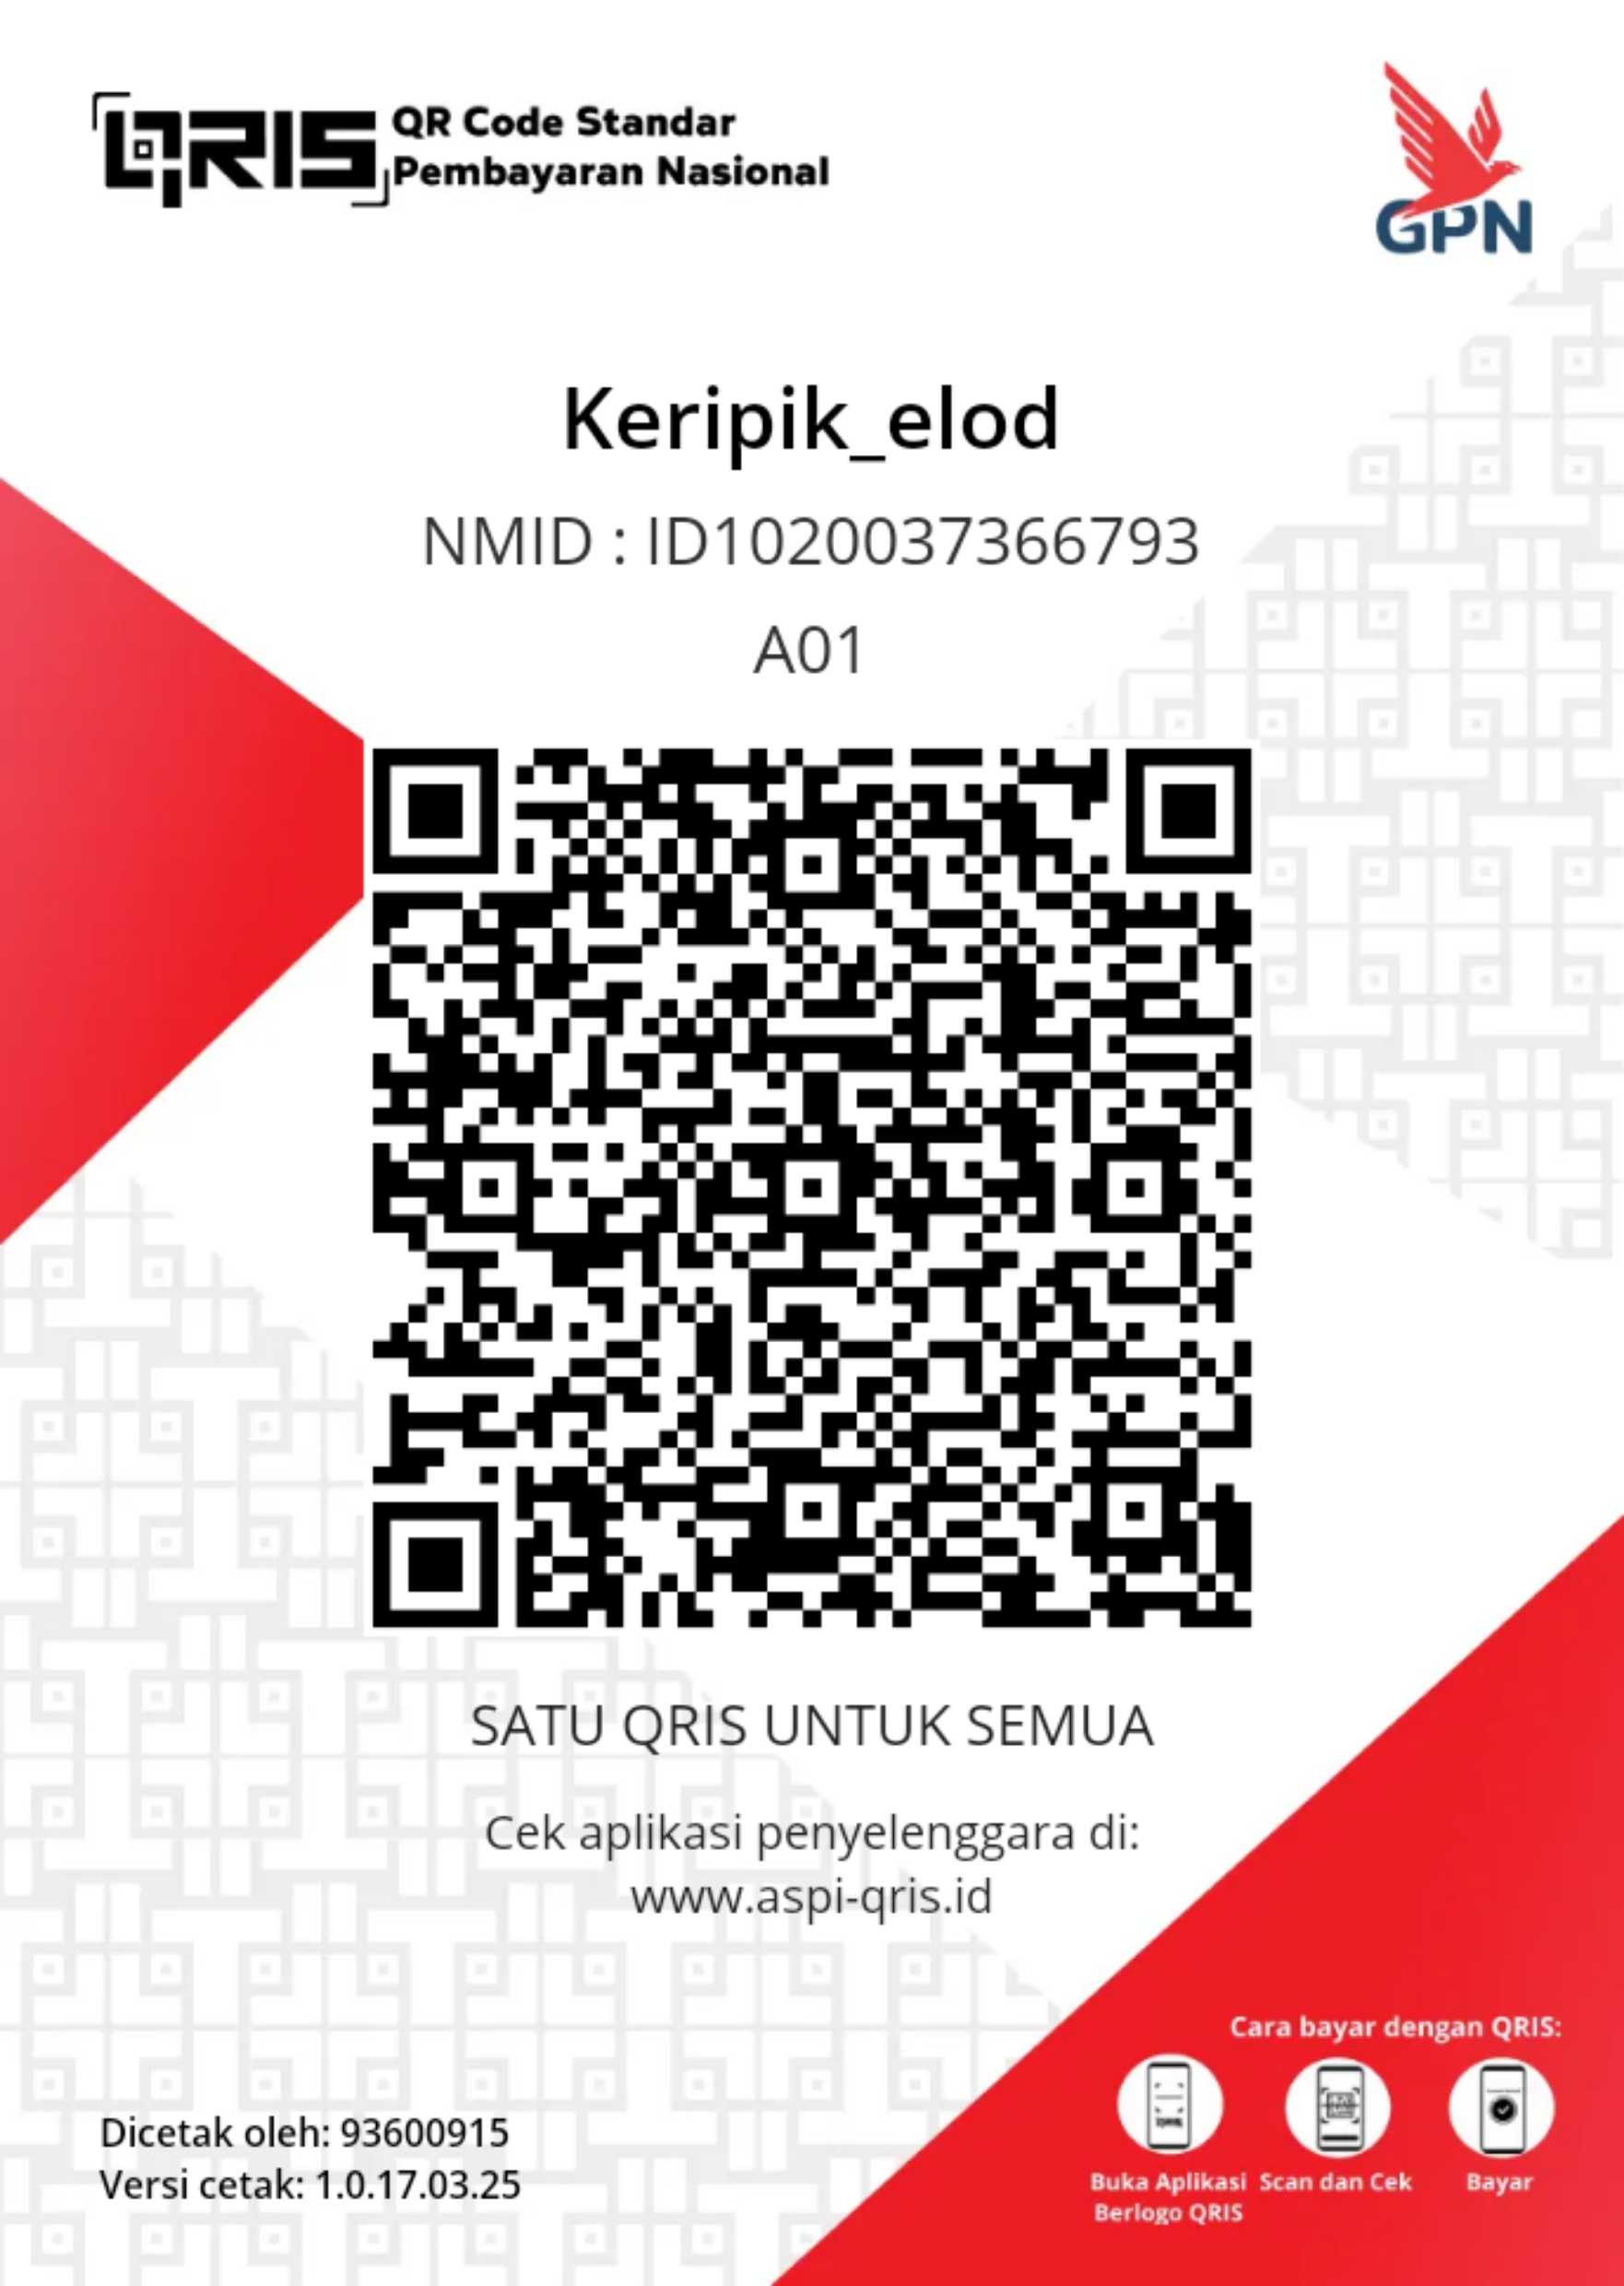 QRIS
QR Code Standar
Pembayaran Nasional
GPN
Keripik_elod
NMID : ID1020037366793
A01
SATU QRIS UNTUK SEMUA
Cek aplikasi penyelenggara di:
www.aspi-qris.id
Cara bayar dengan QRIS:
Buka Aplikasi
Berlogo QRIS
Scan dan Cek
Bayar
Dicetak oleh: 93600915
Versi cetak: 1.0.17.03.25